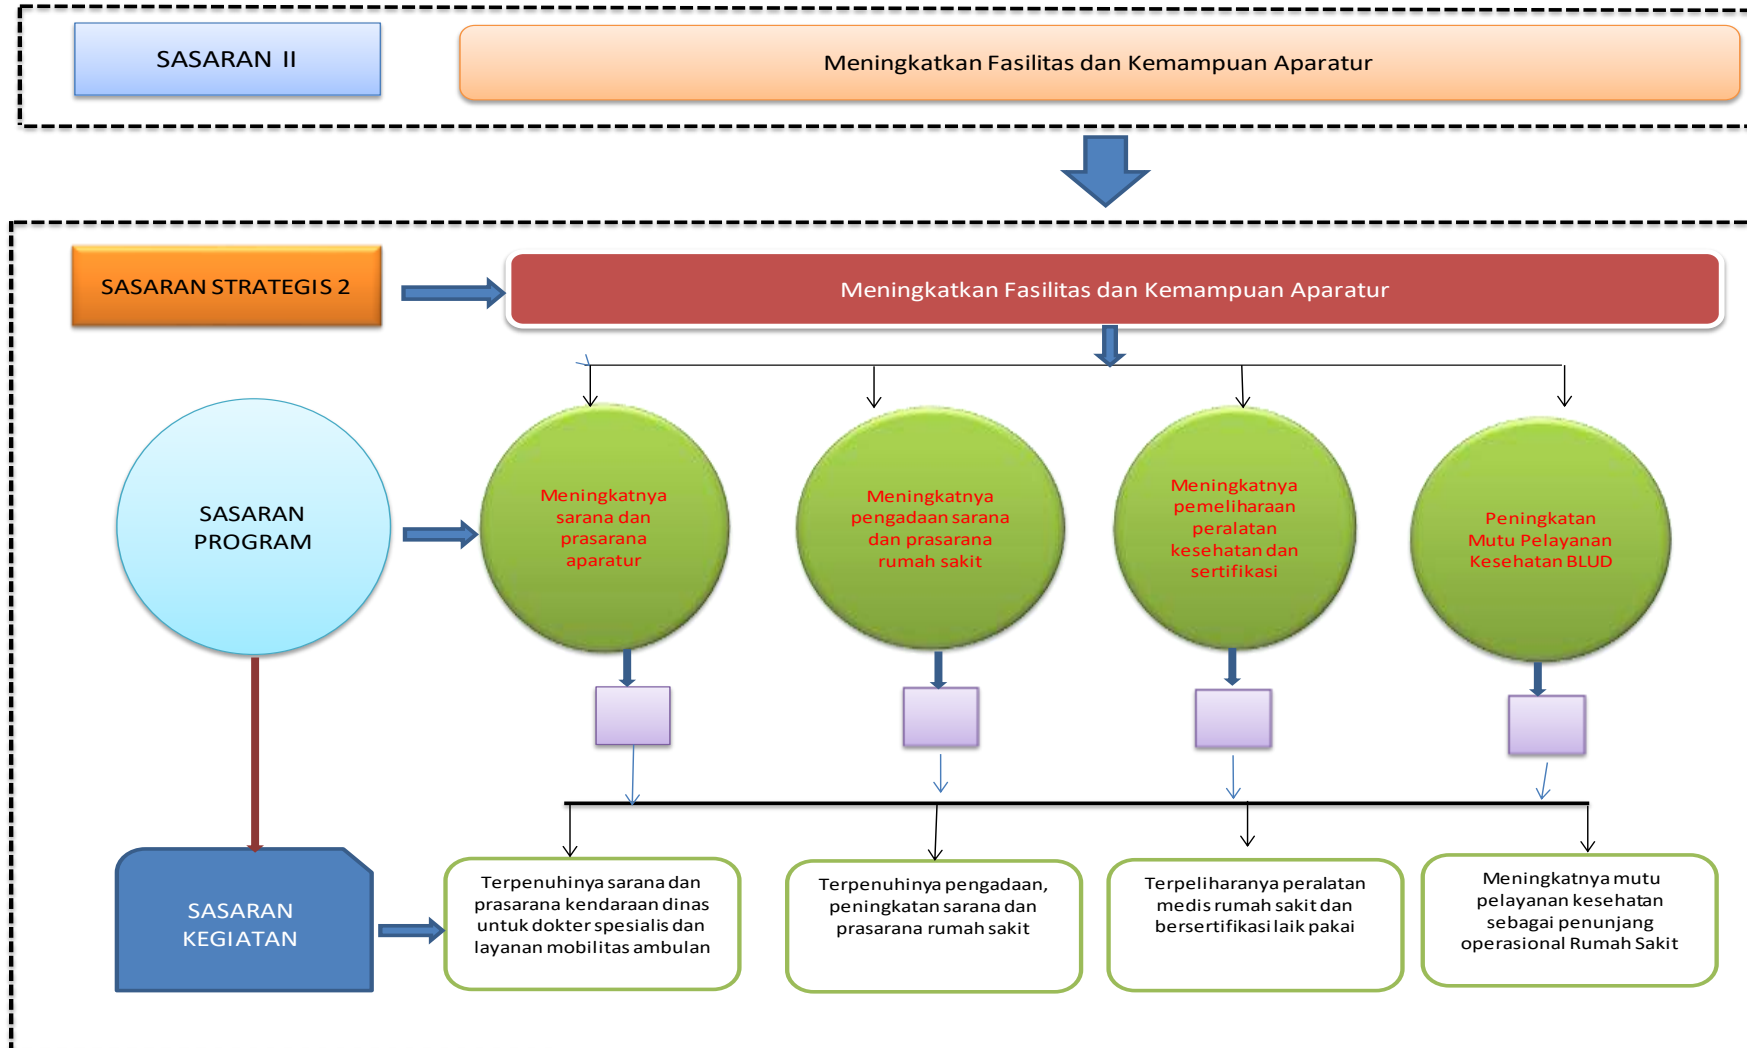 SASARAN II
Meningkatkan Fasilitas dan Kemampuan Aparatur
SASARAN STRATEGIS 2
Meningkatkan Fasilitas dan Kemampuan Aparatur
SASARAN
PROGRAM
Meningkatnya
sarana dan
prasarana
aparatur
Meningkatnya
pengadaan sarana
dan prasarana
rumah sakit
Meningkatnya
pemeliharaan
peralatan
kesehatan dan
sertifikasi
Peningkatan
Mutu Pelayanan
Kesehatan BLUD
SASARAN
KEGIATAN
Terpenuhinya sarana dan
prasarana kendaraan dinas
untuk dokter spesialis dan
layanan mobilitas ambulan
Terpenuhinya pengadaan,
peningkatan sarana dan
prasarana rumah sakit
Terpeliharanya peralatan
medis rumah sakit dan
bersertifikasi laik pakai
Meningkatnya mutu
pelayanan kesehatan
sebagai penunjang
operasional Rumah Sakit